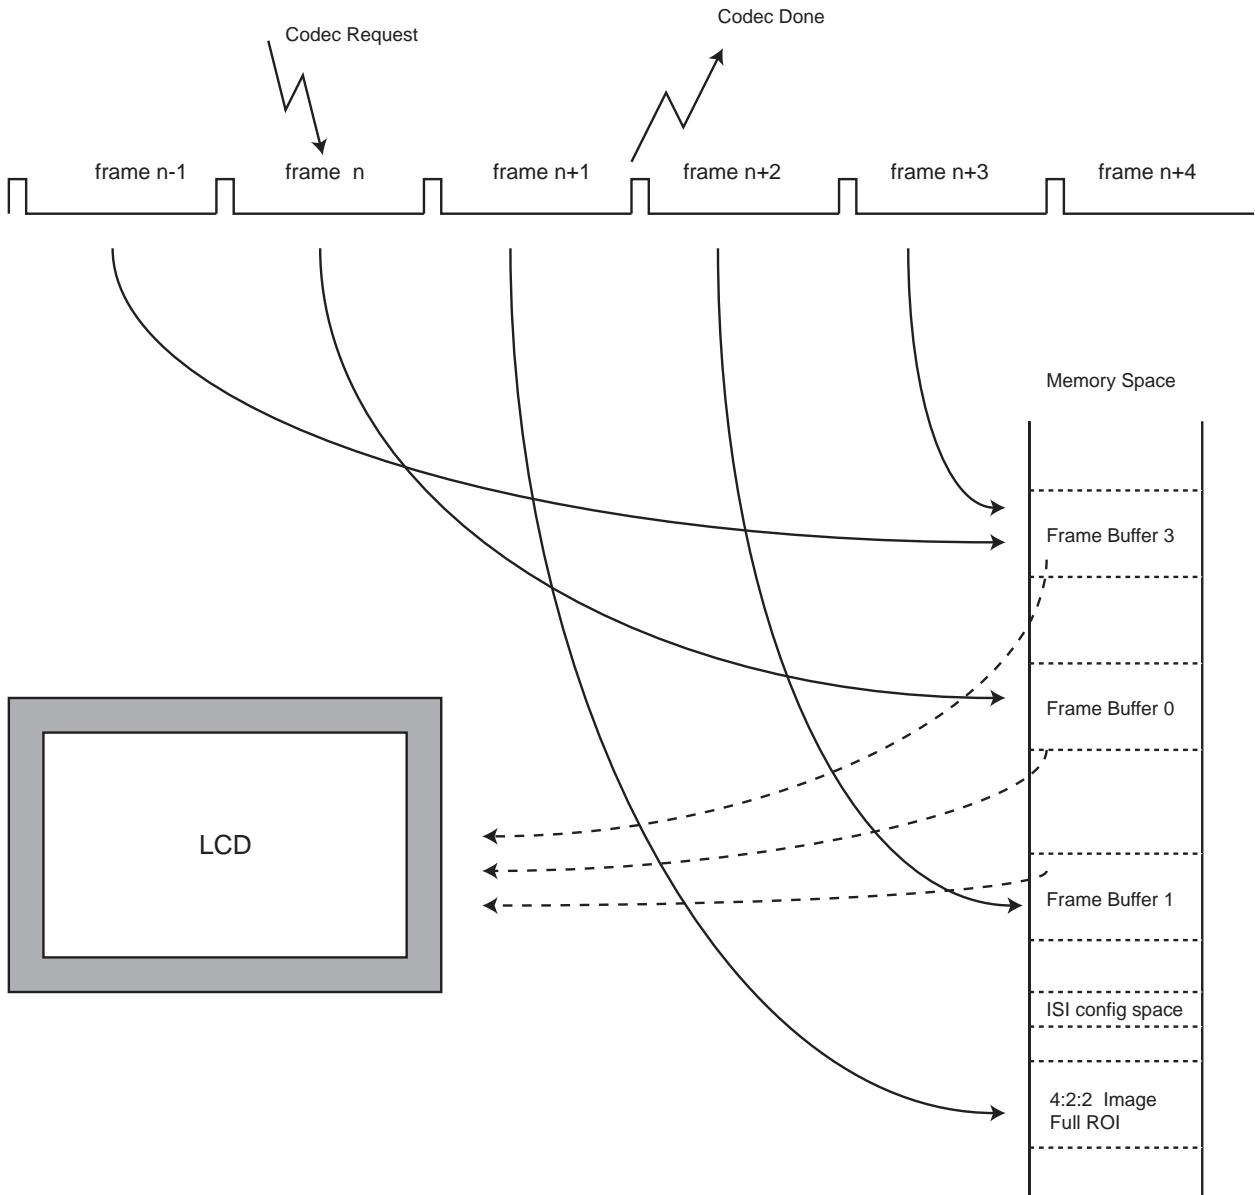 Codec Request
Codec Done
frame n-1
frame n
frame n+1
frame n+2
frame n+3
frame n+4
Memory Space
Frame Buffer 3
Frame Buffer 0
LCD
Frame Buffer 1
ISI config space
4:2:2 Image
Full ROI